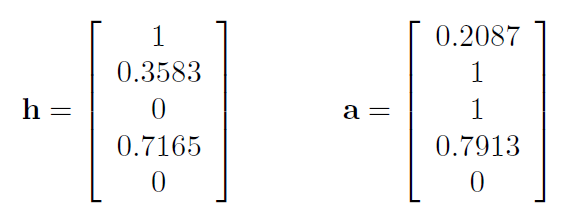 h = [ 1 0.3583 0 0.7165 0 ]
a = [ 0.2087 1 1 0.7913 0 ]